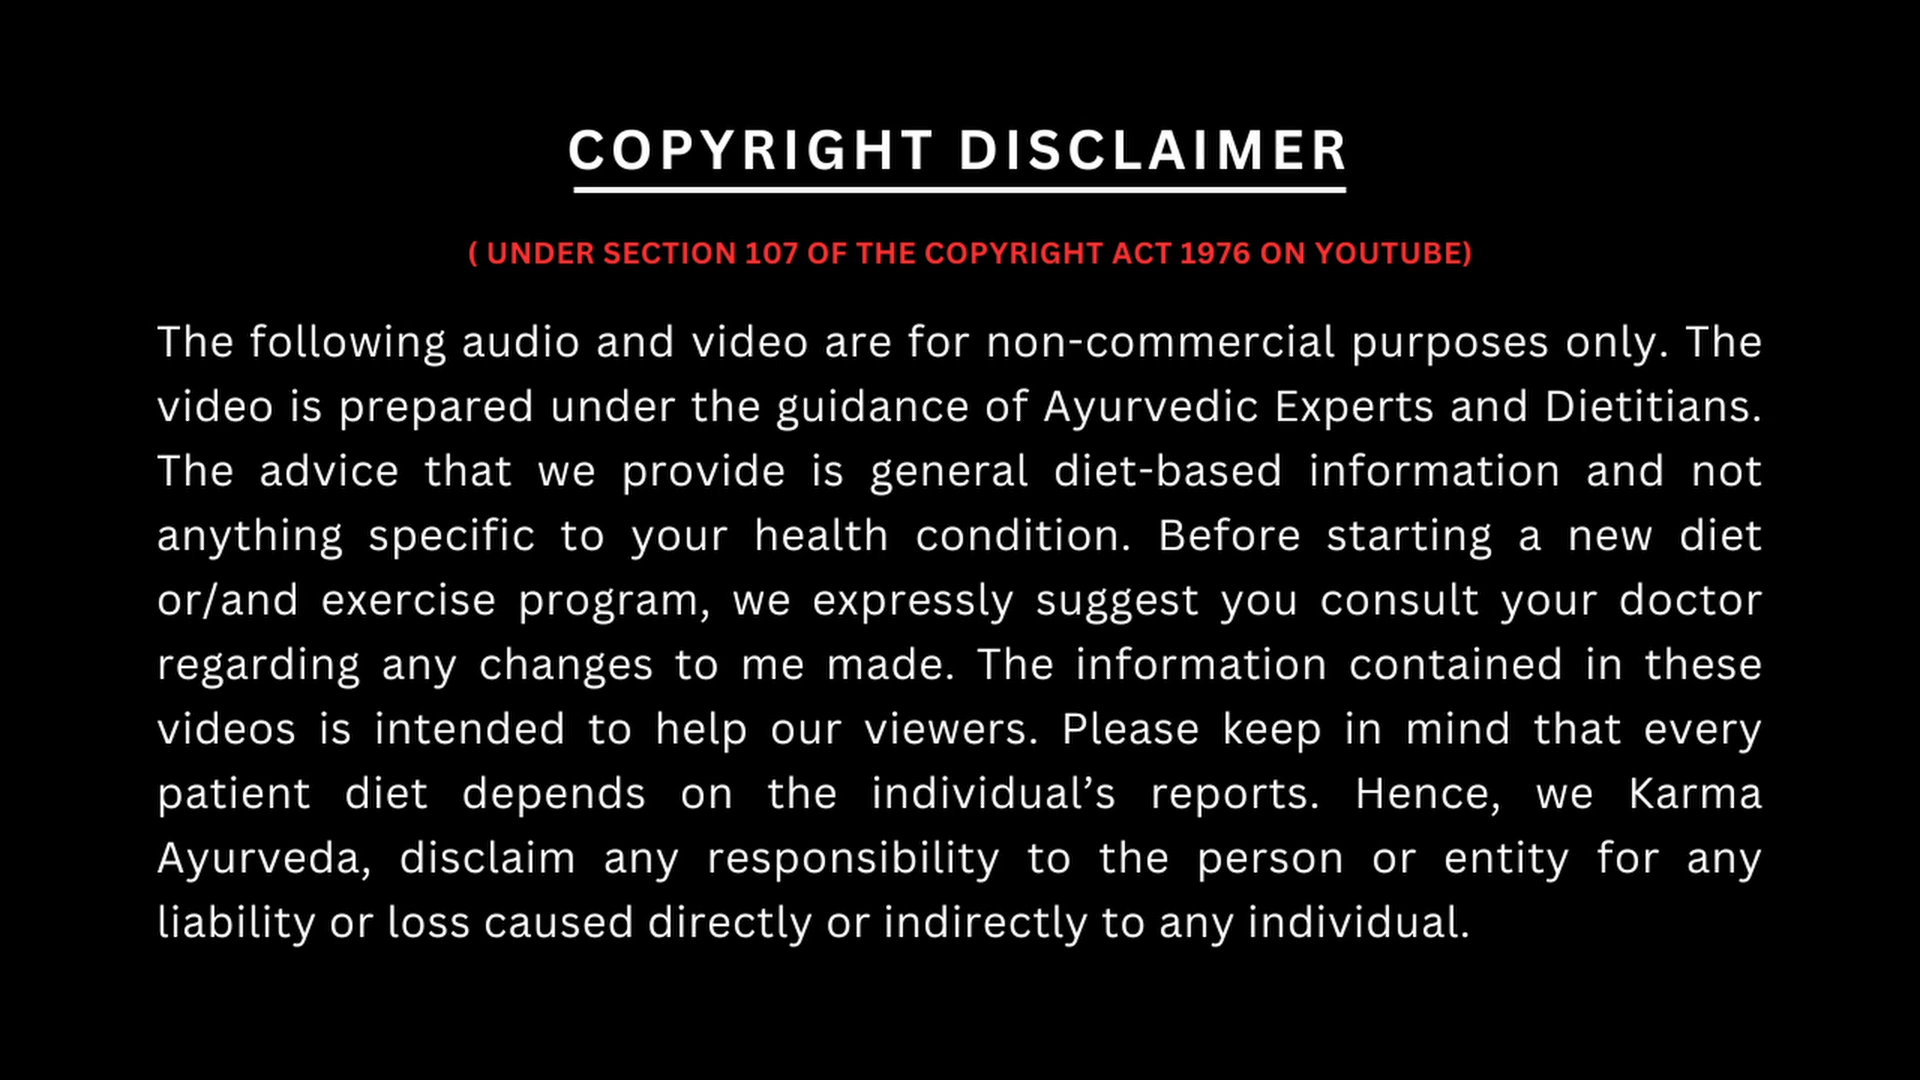 COPYRIGHT DISCLAIMER
( UNDER SECTION 107 OF THE COPYRIGHT ACT 1976 ON YOUTUBE)
The following audio and video are for non-commercial purposes only. The
video is prepared under the guidance of Ayurvedic Experts and Dietitians.
The advice that we provide is general diet-based information and not
anything specific to your health condition. Before starting a new diet
or/and exercise program, we expressly suggest you consult your doctor
regarding any changes to me made. The information contained in these
videos is intended to help our viewers. Please keep in mind that every
patient diet depends on the individual’s reports. Hence, we Karma
Ayurveda, disclaim any responsibility to the person or entity for any
liability or loss caused directly or indirectly to any individual.